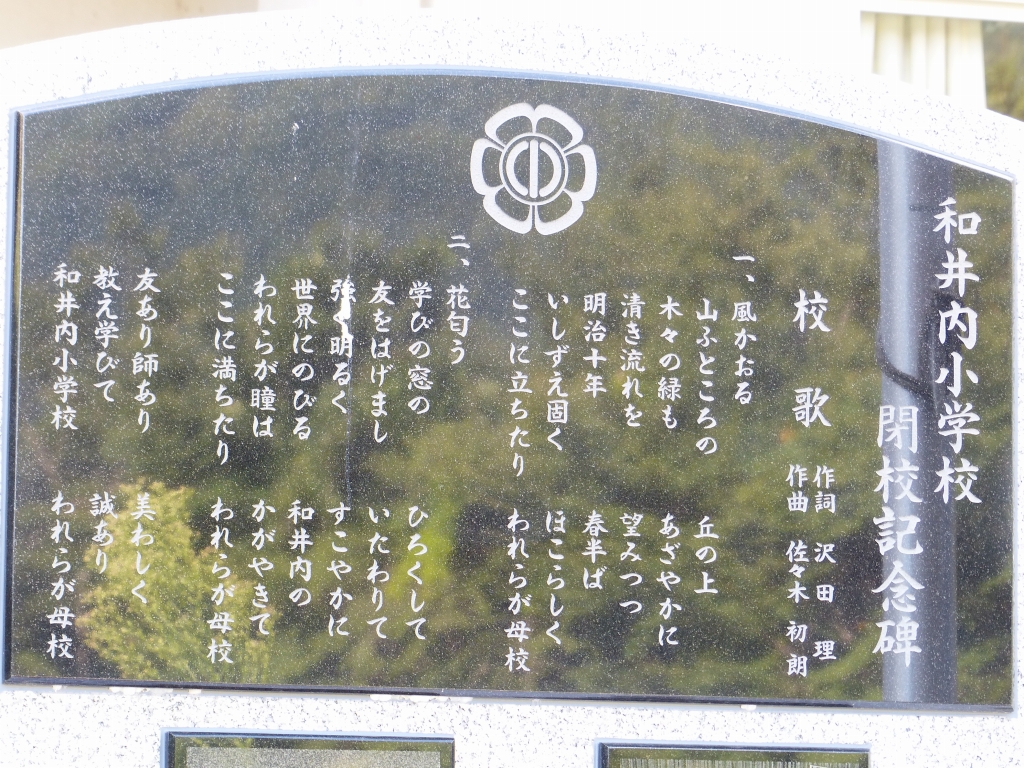 和井内小学校
閉校記念碑
校歌
作詞 沢田 理
作曲 佐々木 初朗
一、風かおる
山ふところの 丘の上
木々の緑も あざやかに
清き流れを 望みつつ
明治十年 春半ば
いしずえ固く ほこらしく
ここに立ちたり われらが母校
二、花匂う
学びの窓の ひろくして
友をはげまし いたわりて
強く明るく すこやかに
世界にのびる 和井内の
われらが瞳は かがやきて
ここに満ちたり われらが母校
友あり師あり 美わしく
教え学びて 誠あり
和井内小学校 われらが母校